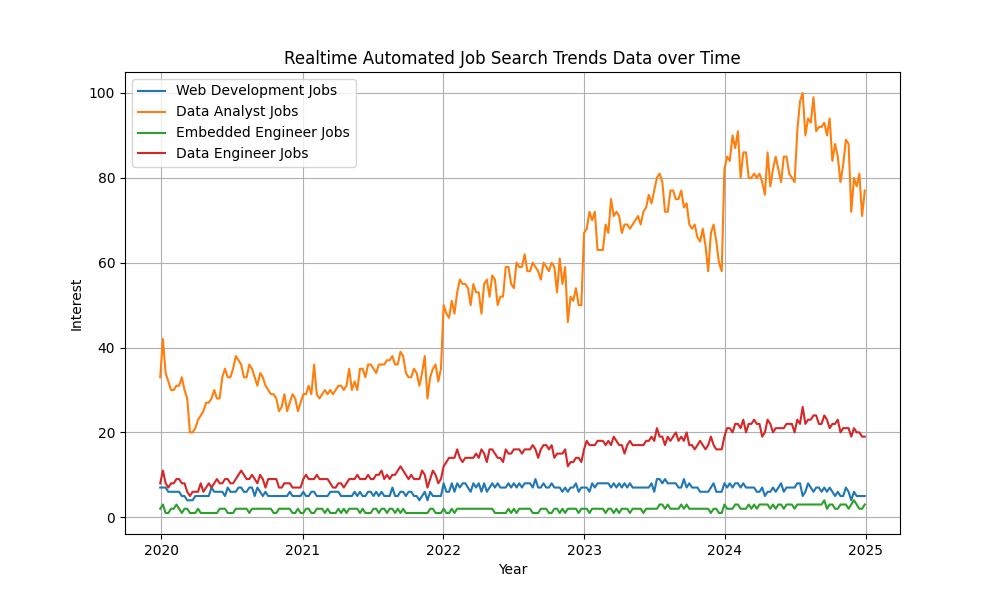 Realtime Automated Job Search Trends Data over Time
Web Development Jobs
Data Analyst Jobs
Embedded Engineer Jobs
Data Engineer Jobs
100
80
60
40
20
0
Interest
2020
2021
2022
2023
2024
2025
Year